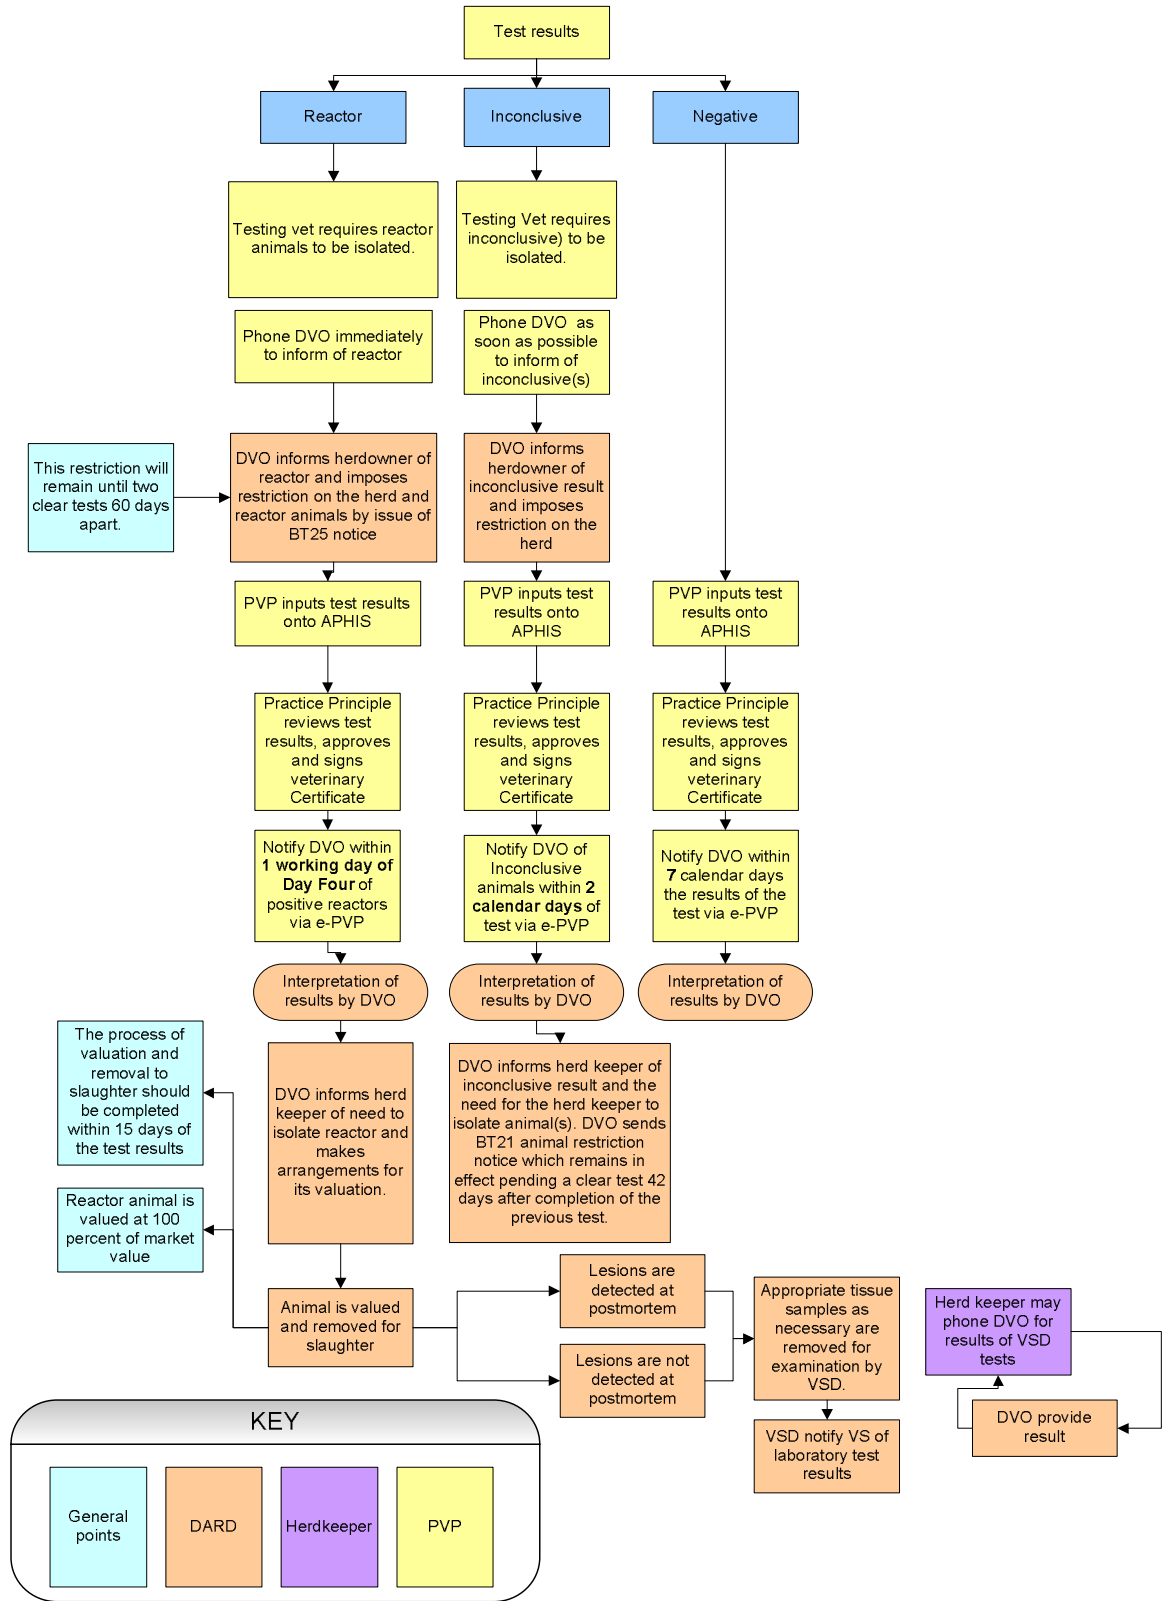 Test results
Reactor
Inconclusive
Negative
Testing vet requires reactor
animals to be isolated.
Testing Vet requires
inconclusive) to be
isolated.
Phone DVO immediately
to inform of reactor
Phone DVO  as
soon as possible
to inform of
inconclusive(s)
This restriction will
remain until two
clear tests 60 days
apart.
DVO informs herdowner of
reactor and imposes
restriction on the herd and
reactor animals by issue of
BT25 notice
DVO informs
herdowner of
inconclusive result
and imposes
restriction on the
herd
PVP inputs test results
onto APHIS
PVP inputs test
results onto
APHIS
PVP inputs test
results onto
APHIS
Practice Principle
reviews test
results, approves
and signs
veterinary
Certificate
Practice Principle
reviews test
results, approves
and signs
veterinary
Certificate
Practice Principle
reviews test
results, approves
and signs
veterinary
Certificate
Notify DVO within
1 working day of
Day Four of
positive reactors
via e-PVP
Notify DVO of
Inconclusive
animals within 2
calendar days of
test via e-PVP
Notify DVO within
7 calendar days
the results of the
test via e-PVP
Interpretation of
results by DVO
Interpretation of
results by DVO
Interpretation of
results by DVO
The process of
valuation and
removal to
slaughter should
be completed
within 15 days of
the test results
DVO informs herd
keeper of need to
isolate reactor and
makes
arrangements for
its valuation.
DVO informs herd keeper of
inconclusive result and the
need for the herd keeper to
isolate animal(s). DVO sends
BT21 animal restriction
notice which remains in
effect pending a clear test 42
days after completion of the
previous test.
Reactor animal is
valued at 100
percent of market
value
Animal is valued
and removed for
slaughter
Lesions are
detected at
postmortem
Lesions are not
detected at
postmortem
Appropriate tissue
samples as
necessary are
removed for
examination by
VSD.
VSD notify VS of
laboratory test
results
Herd keeper may
phone DVO for
results of VSD
tests
DVO provide
result
KEY
General
points
DARD
Herdkeeper
PVP